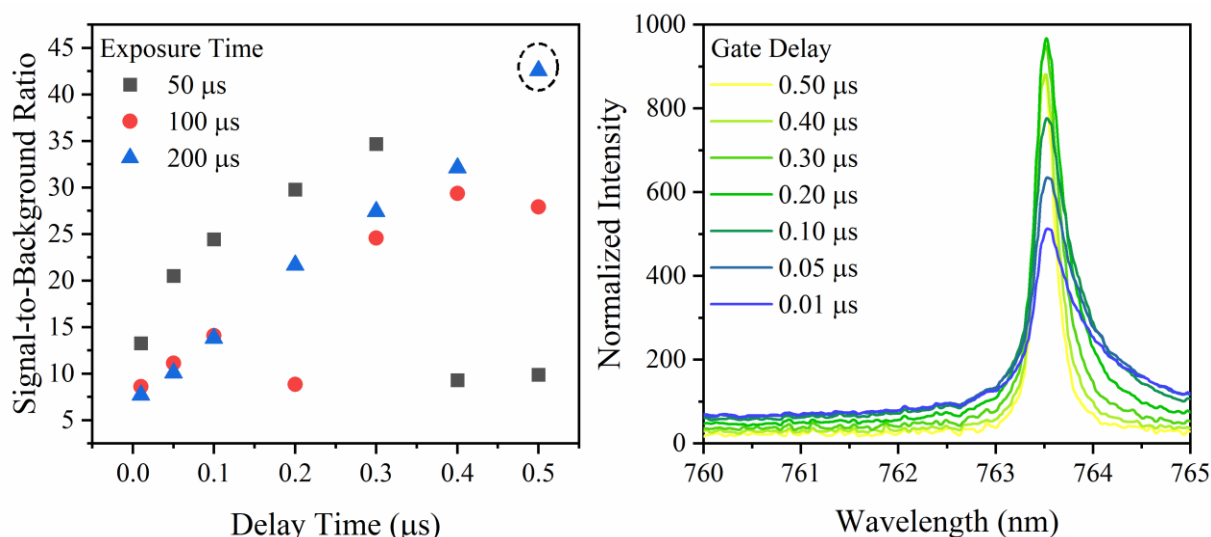 Signal-to-Background Ratio
45
40
35
30
25
20
15
10
5
Exposure Time
50 μs
100 μs
200 μs
0.0 0.1 0.2 0.3 0.4 0.5
Delay Time (μs)
Normalized Intensity
1000
800
600
400
200
0
Gate Delay
0.50 μs
0.40 μs
0.30 μs
0.20 μs
0.10 μs
0.05 μs
0.01 μs
760 761 762 763 764 765
Wavelength (nm)